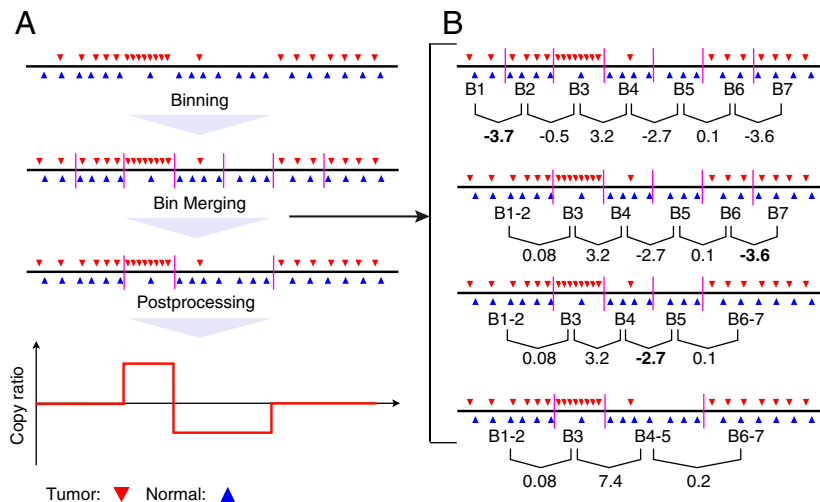 A
Binning
Bin Merging
Postprocessing
Copy ratio
Tumor: Normal:
B
B1 B2 B3 B4 B5 B6 B7
-3.7 -0.5 3.2 -2.7 0.1 -3.6
B1-2 B3 B4 B5 B6 B7
0.08 3.2 -2.7 0.1 -3.6
B1-2 B3 B4 B5 B6-7
0.08 3.2 -2.7 0.1
B1-2 B3 B4-5 B6-7
0.08 7.4 0.2